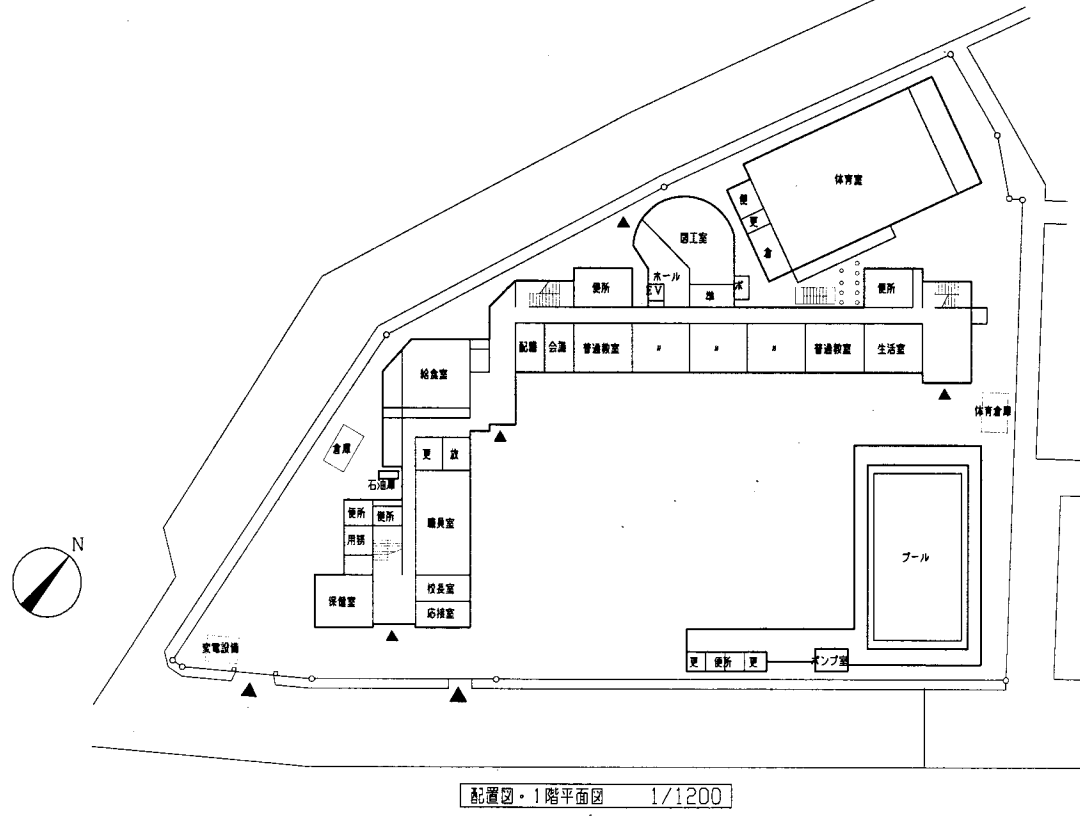 体育室
便
更
倉
図工室
ホール
EV
準
ポ
便所
便所
配膳
会議
普通教室
〃
〃
〃
普通教室
生活室
給食室
体育倉庫
倉庫
更
放
石油庫
便所
便所
職員室
用務
N
プール
校長室
保健室
応接室
変電設備
更
便所
更
ポンプ室
配置図・1階平面図 1/1200